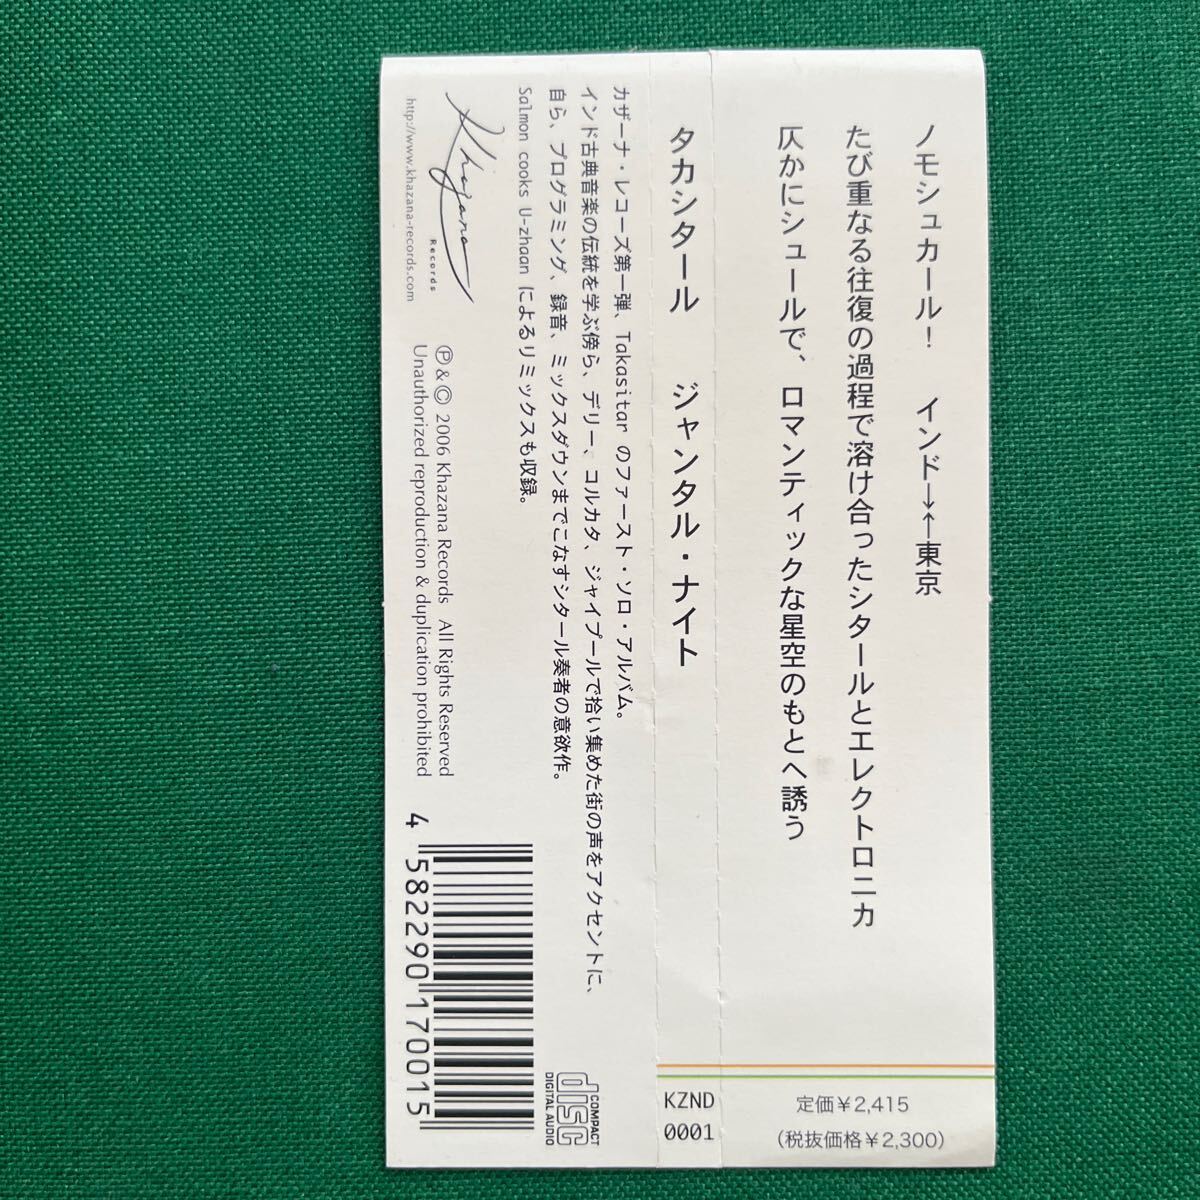 ノモシュカール！　インド→←東京
たび重なる往復の過程で溶け合ったシタールとエレクトロニカ
仄かにシュールで、ロマンティックな星空のもとへ誘う
タカシタール　ジャンタル・ナイト
カザーナ・レコーズ第一弾、Takasitar のファースト・ソロ・アルバム。
インド古典音楽の伝統を学ぶ傍ら、デリー、コルカタ、ジャイプールで拾い集めた街の声をアクセントに、
自ら、プログラミング、録音、ミックスダウンまでこなすシタール奏者の意欲作。
Salmon cooks U-zhaan によるリミックスも収録。
Khazana
Records
http://www.khazana-records.com
Ⓟ&© 2006 Khazana Records All Rights Reserved
Unauthorized reproduction & duplication prohibited
4 582290 170015
COMPACT
disc
DIGITAL AUDIO
KZND
0001
定価￥2,415
（税抜価格￥2,300）